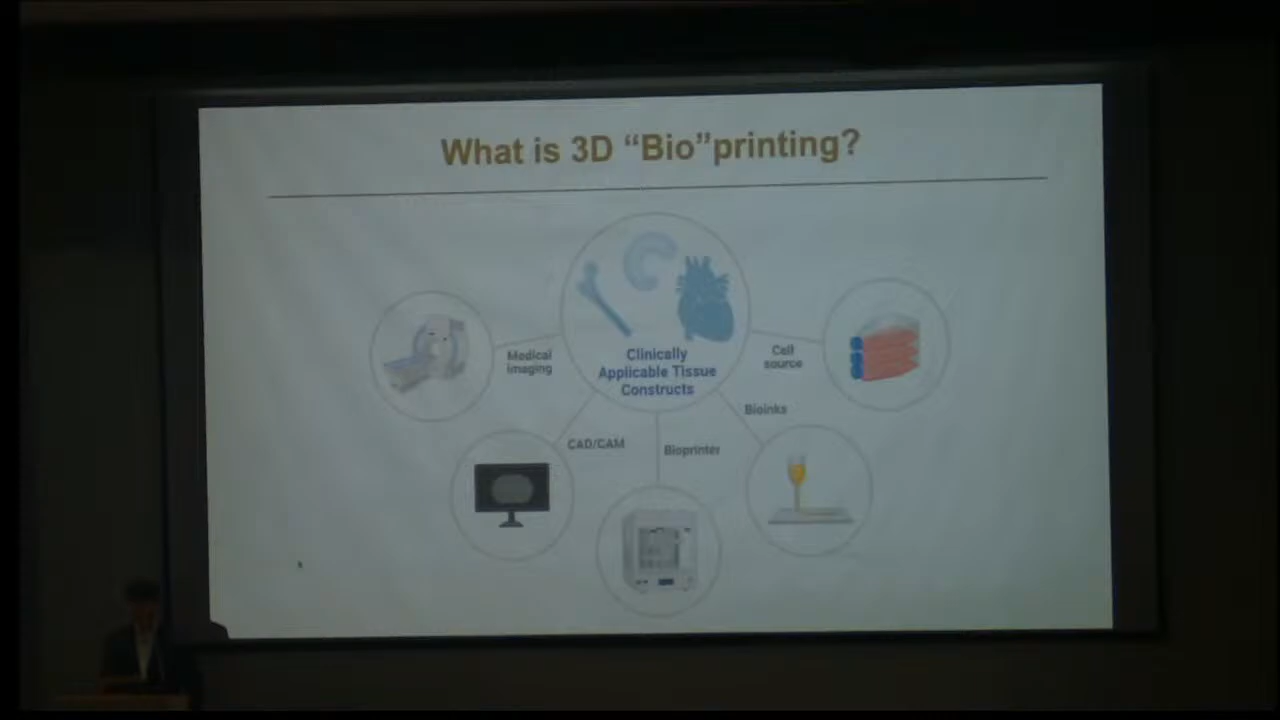 What is 3D “Bio”printing?
Medical
imaging
Clinically
Applicable Tissue
Constructs
Cell
source
Bioinks
CAD/CAM
Bioprinter